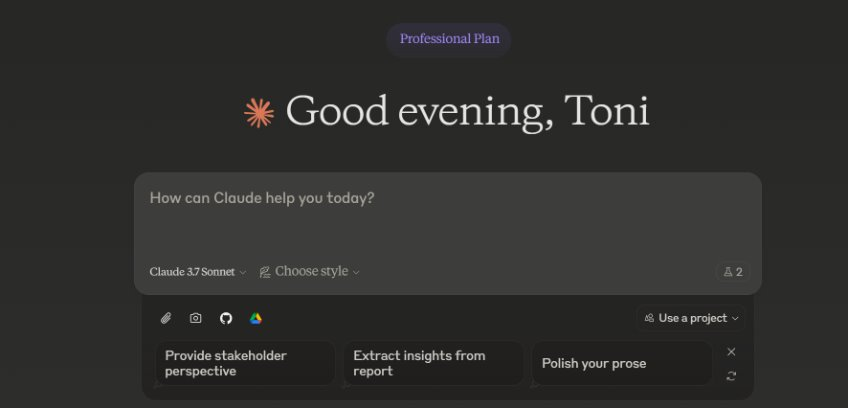 Professional Plan
Good evening, Toni
How can Claude help you today?
Claude 3.7 Sonnet
Choose style
2
Use a project
Provide stakeholder
perspective
Extract insights from
report
Polish your prose